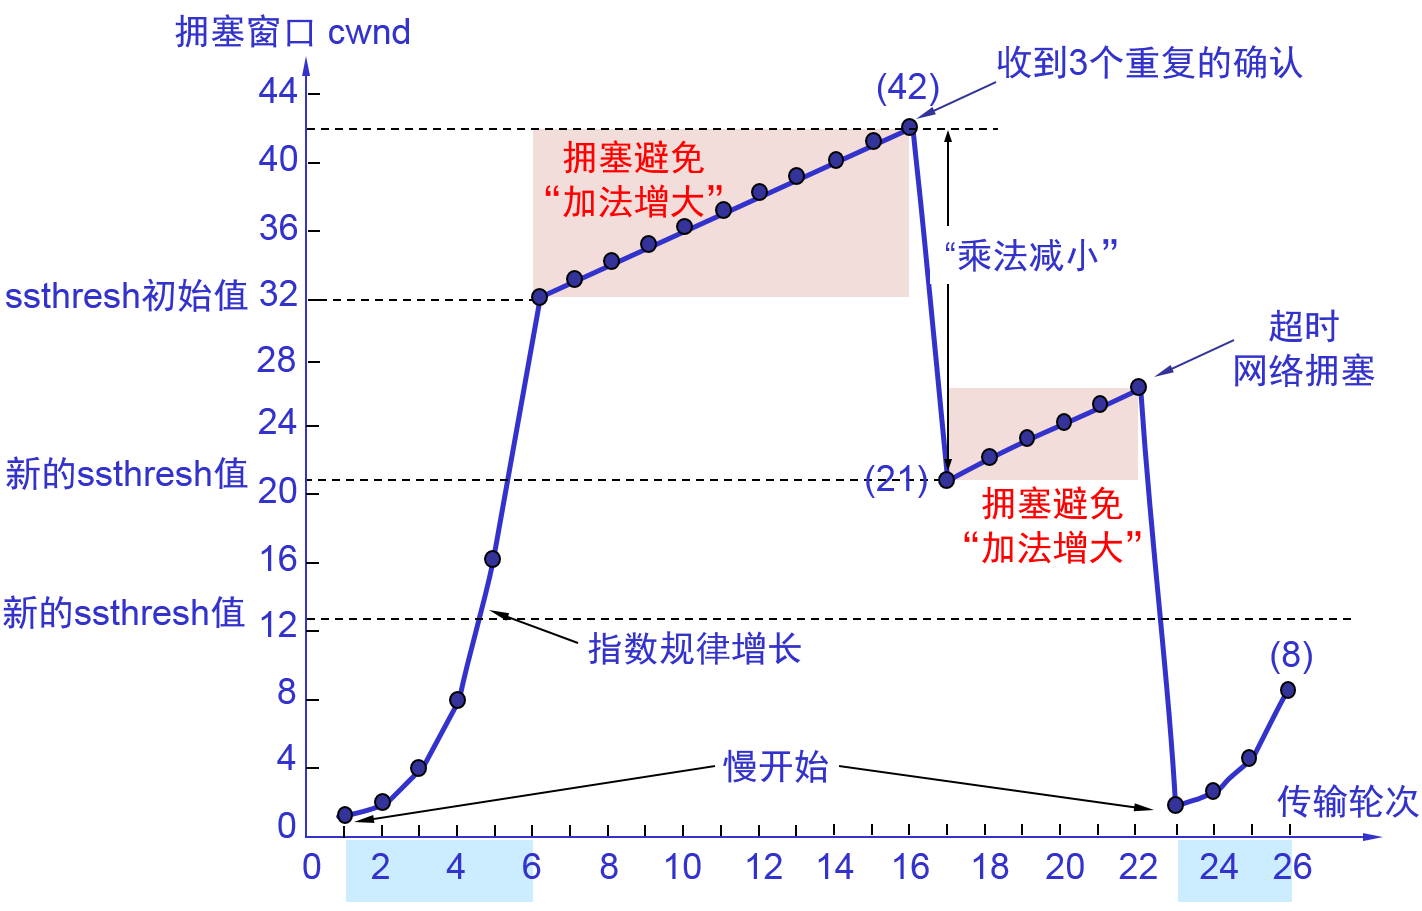 拥塞窗口 cwnd
收到3个重复的确认
(42)
44
拥塞避免
“加法增大”
40
36
“乘法减小”
ssthresh初始值
32
超时
网络拥塞
28
24
新的ssthresh值
20
(21)
拥塞避免
“加法增大”
16
新的ssthresh值
12
指数规律增长
(8)
8
4
慢开始
传输轮次
0
0 2 4 6 8 10 12 14 16 18 20 22 24 26